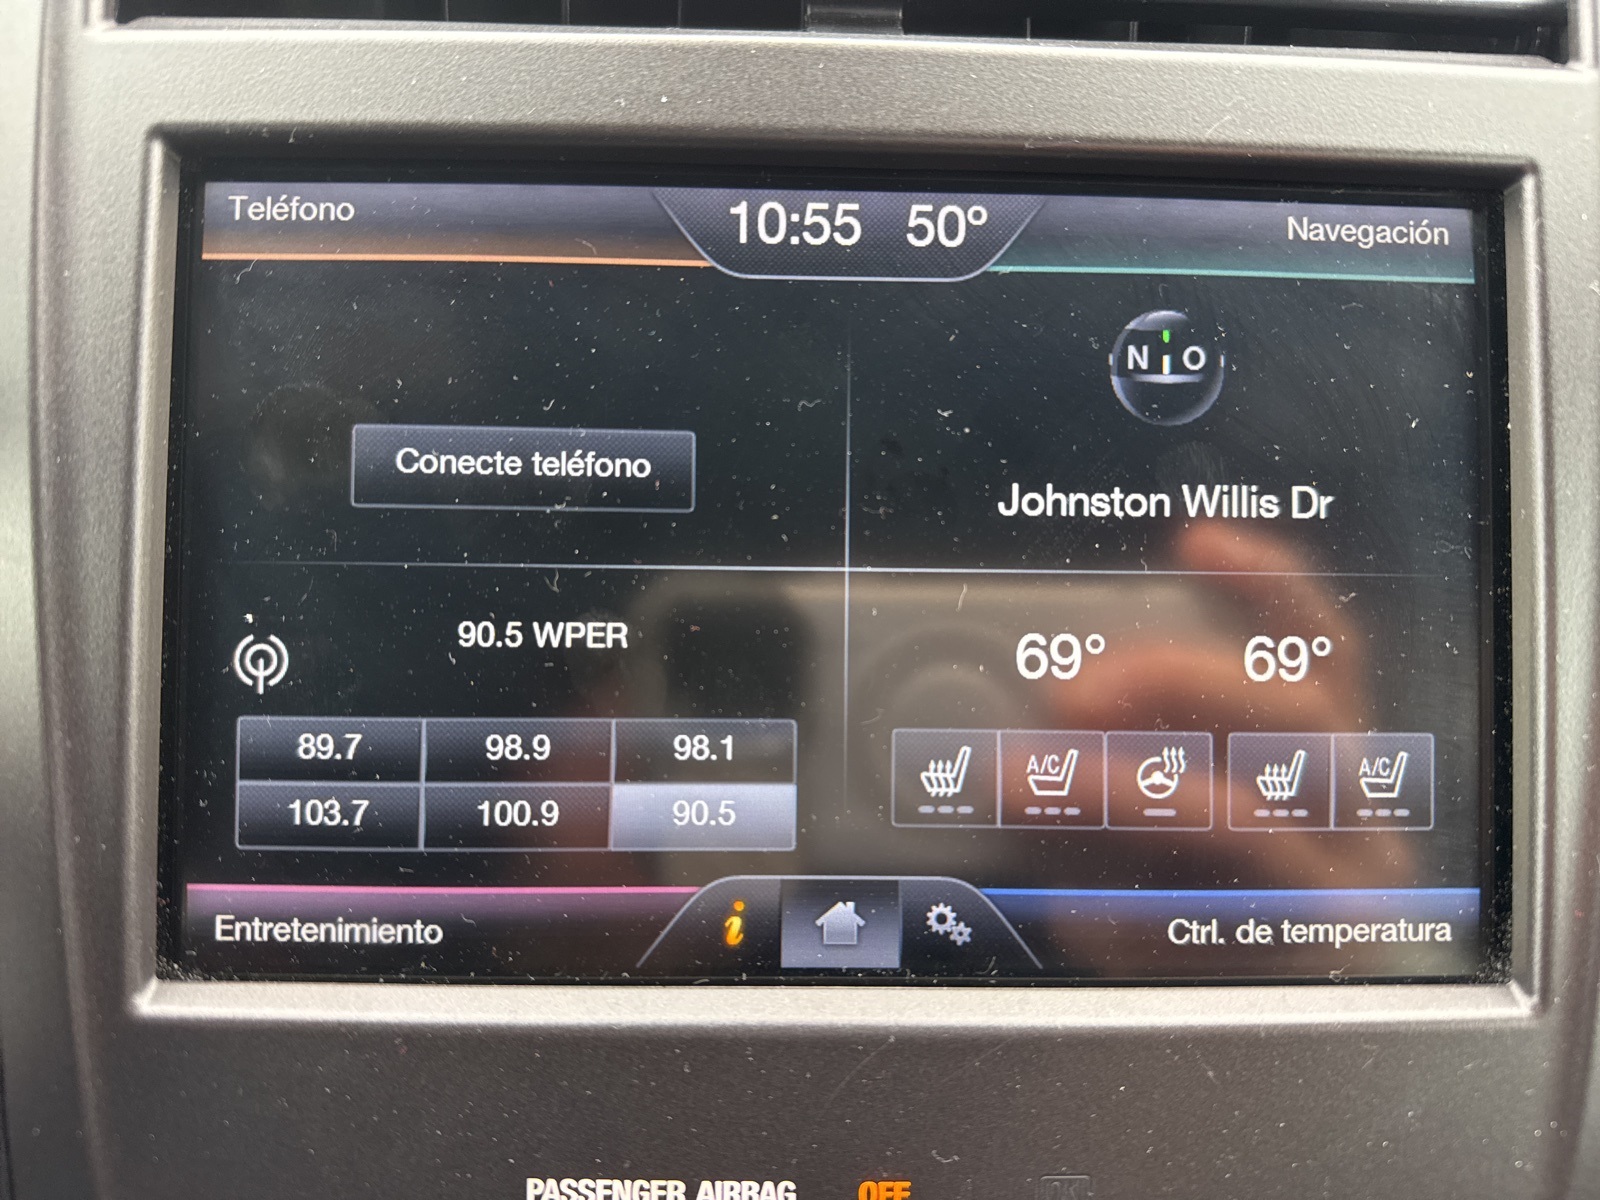 Teléfono
10:55 50°
Navegación
N O
Conecte teléfono
Johnston Willis Dr
90.5 WPER
69° 69°
89.7 98.9 98.1
103.7 100.9 90.5
A/C A/C
i
Entretenimiento
Ctrl. de temperatura
PASSENGER AIRBAG OFF